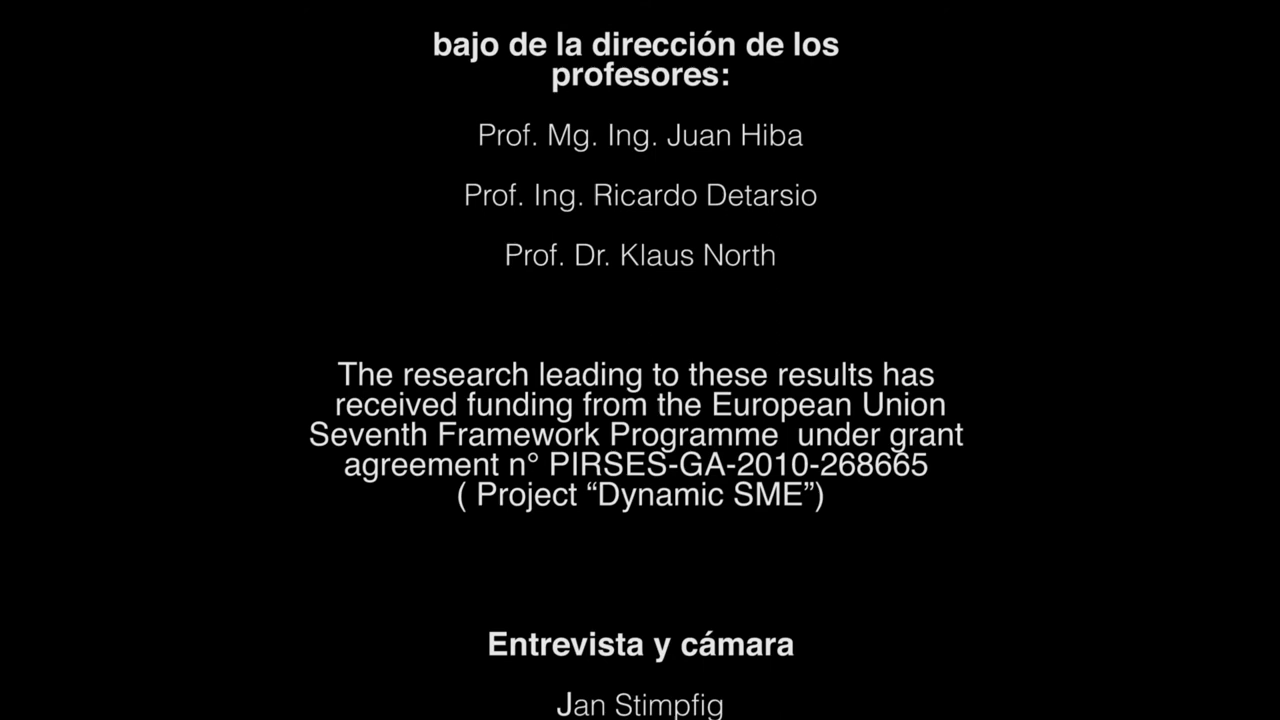 bajo de la dirección de los
profesores:
Prof. Mg. Ing. Juan Hiba
Prof. Ing. Ricardo Detarsio
Prof. Dr. Klaus North
The research leading to these results has
received funding from the European Union
Seventh Framework Programme  under grant
agreement n° PIRSES-GA-2010-268665
( Project “Dynamic SME”)
Entrevista y cámara
Jan Stimpfig